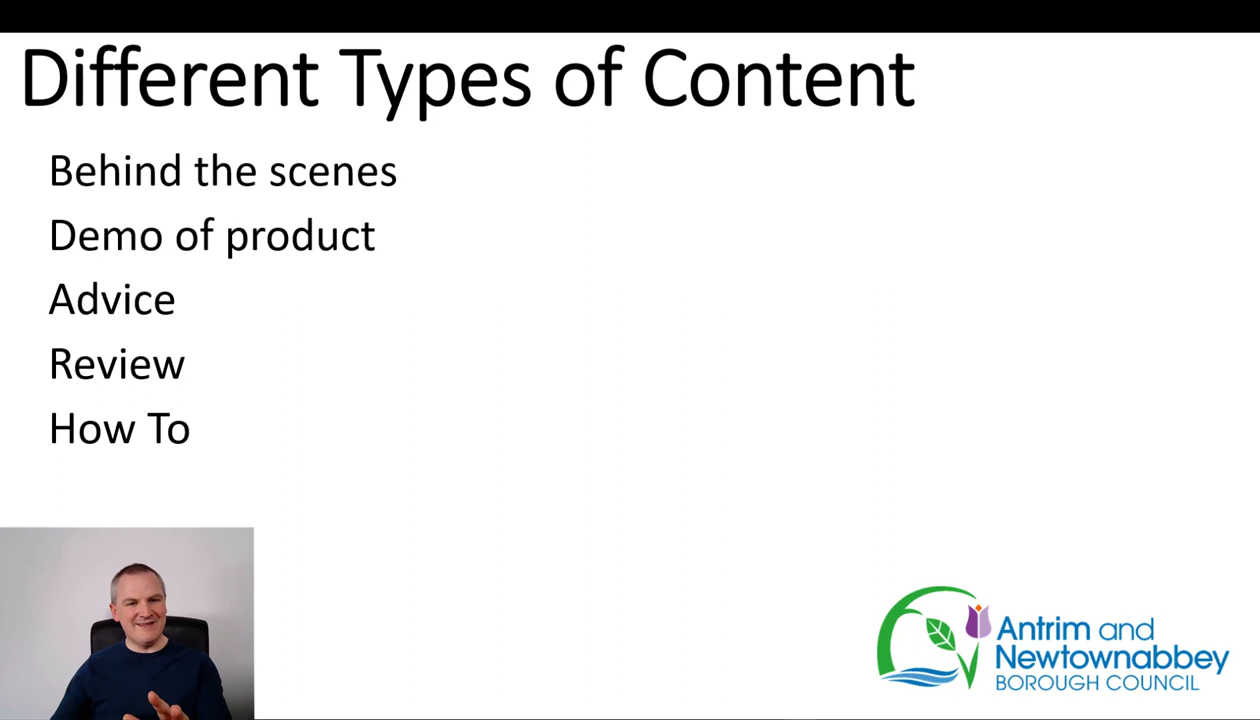 Different Types of Content
Behind the scenes
Demo of product
Advice
Review
How To
Antrim and
Newtownabbey
BOROUGH COUNCIL